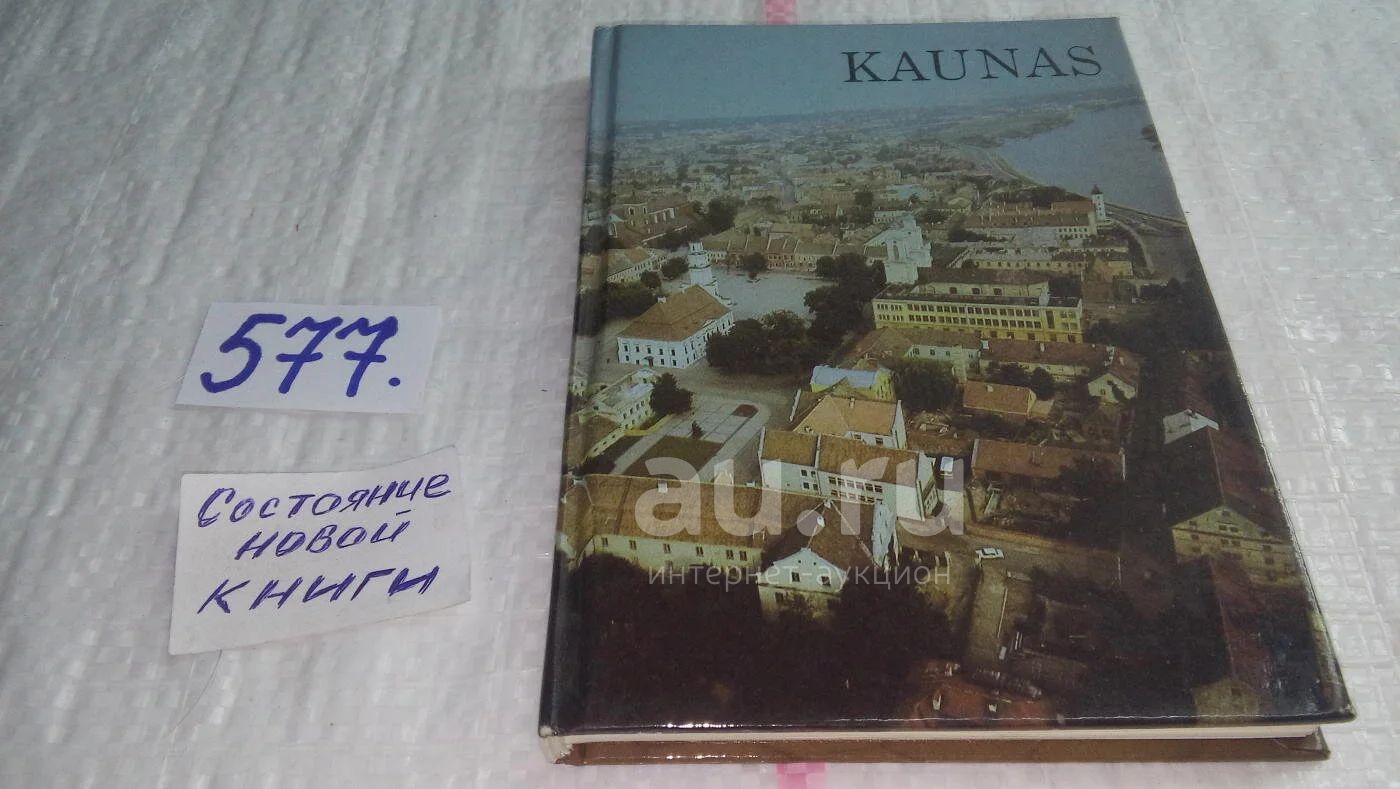 KAUNAS
577.
Состояние
новой
книги
au.ru
интернет-аукцион